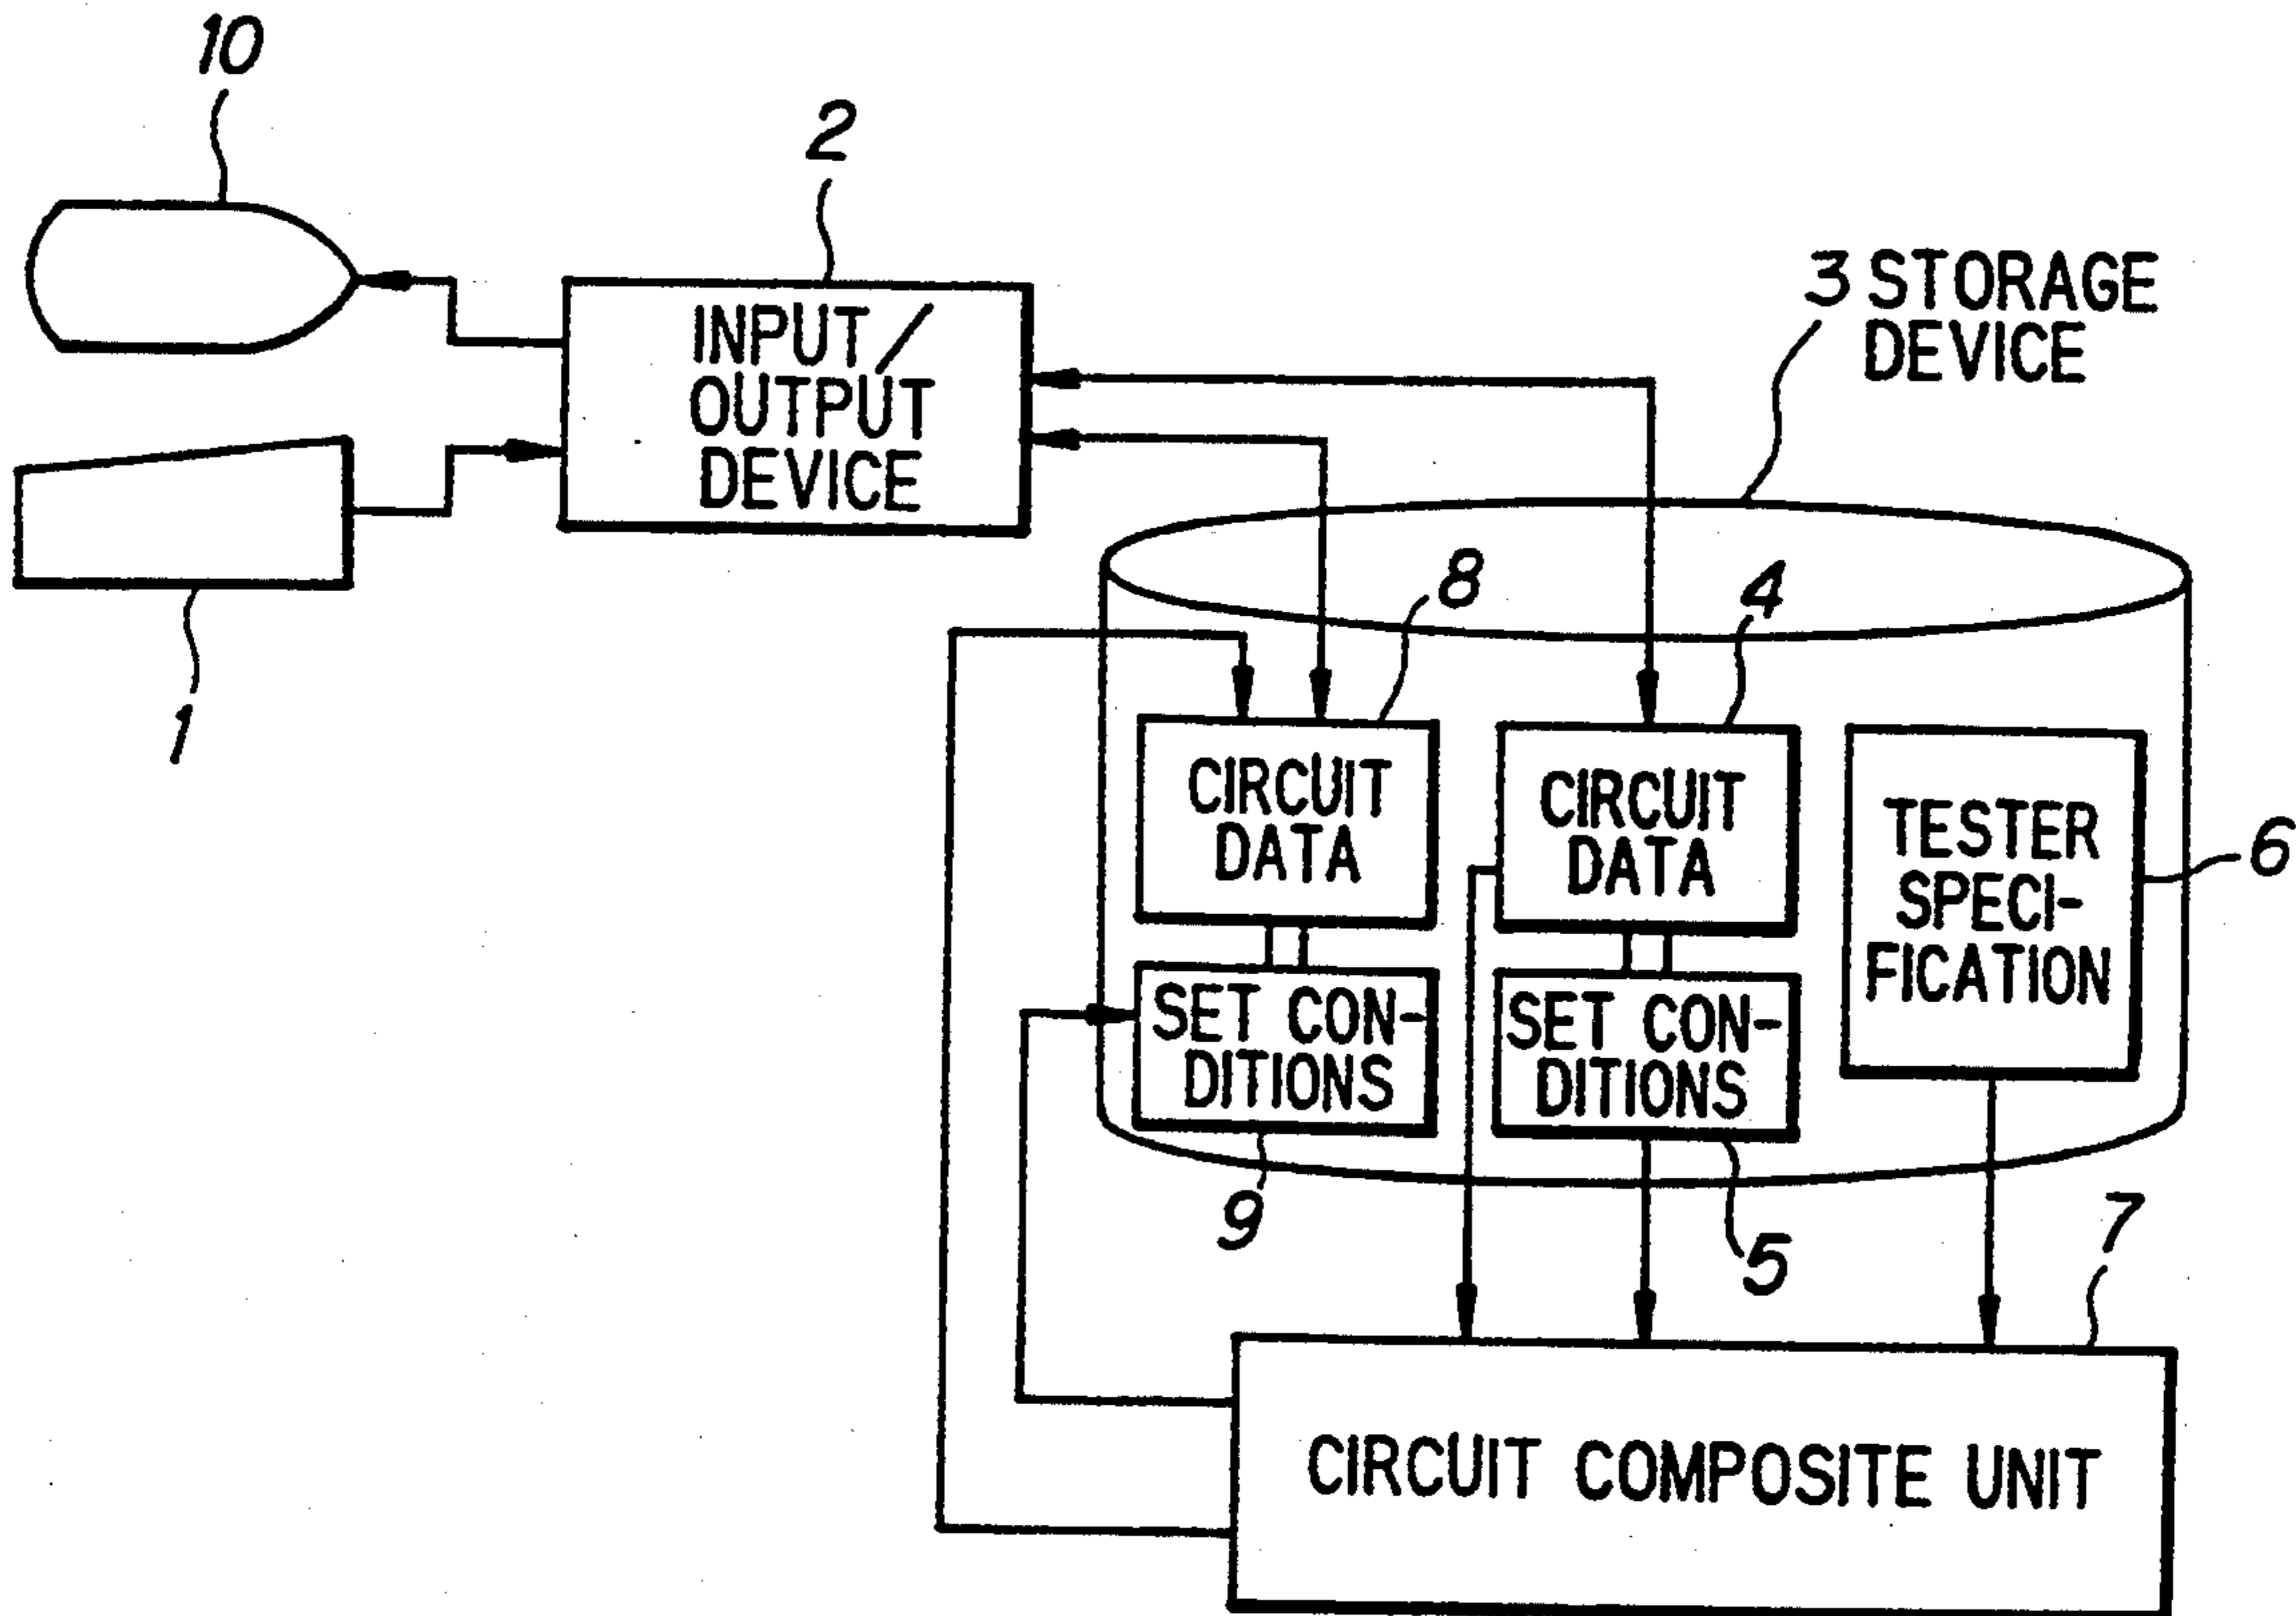 10
2
3 STORAGE
DEVICE
INPUT/
OUTPUT
DEVICE
1
8
4
CIRCUIT
DATA
CIRCUIT
DATA
TESTER
SPECI-
FICATION
6
SET CON-
DITIONS
SET CON-
DITIONS
9
5
7
CIRCUIT COMPOSITE UNIT